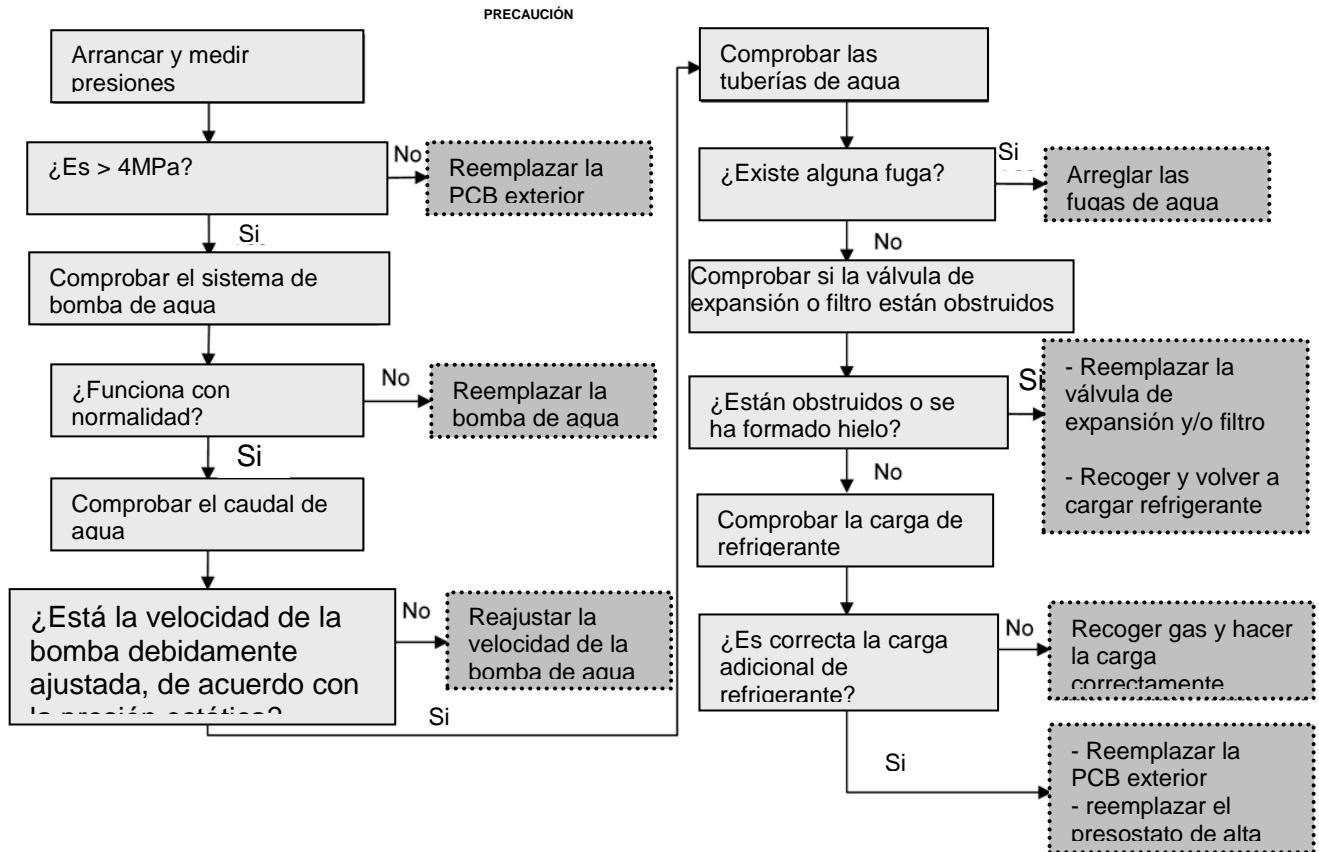 PRECAUCIÓN
Arrancar y medir
presiones
¿Es > 4MPa?
No
Reemplazar la
PCB exterior
Si
Comprobar el sistema de
bomba de agua
¿Funciona con
normalidad?
No
Reemplazar la
bomba de agua
Si
Comprobar el caudal de
agua
¿Está la velocidad de la
bomba debidamente
ajustada, de acuerdo con
la presión estática?
No
Reajustar la
velocidad de la
bomba de agua
Si
Comprobar las
tuberías de agua
¿Existe alguna fuga?
Si
Arreglar las
fugas de agua
No
Comprobar si la válvula de
expansión o filtro están obstruidos
¿Están obstruidos o se
ha formado hielo?
Si
- Reemplazar la
válvula de
expansión y/o filtro
- Recoger y volver a
cargar refrigerante
No
Comprobar la carga de
refrigerante
¿Es correcta la carga
adicional de
refrigerante?
No
Recoger gas y hacer
la carga
correctamente
Si
- Reemplazar la
PCB exterior
- reemplazar el
presostato de alta